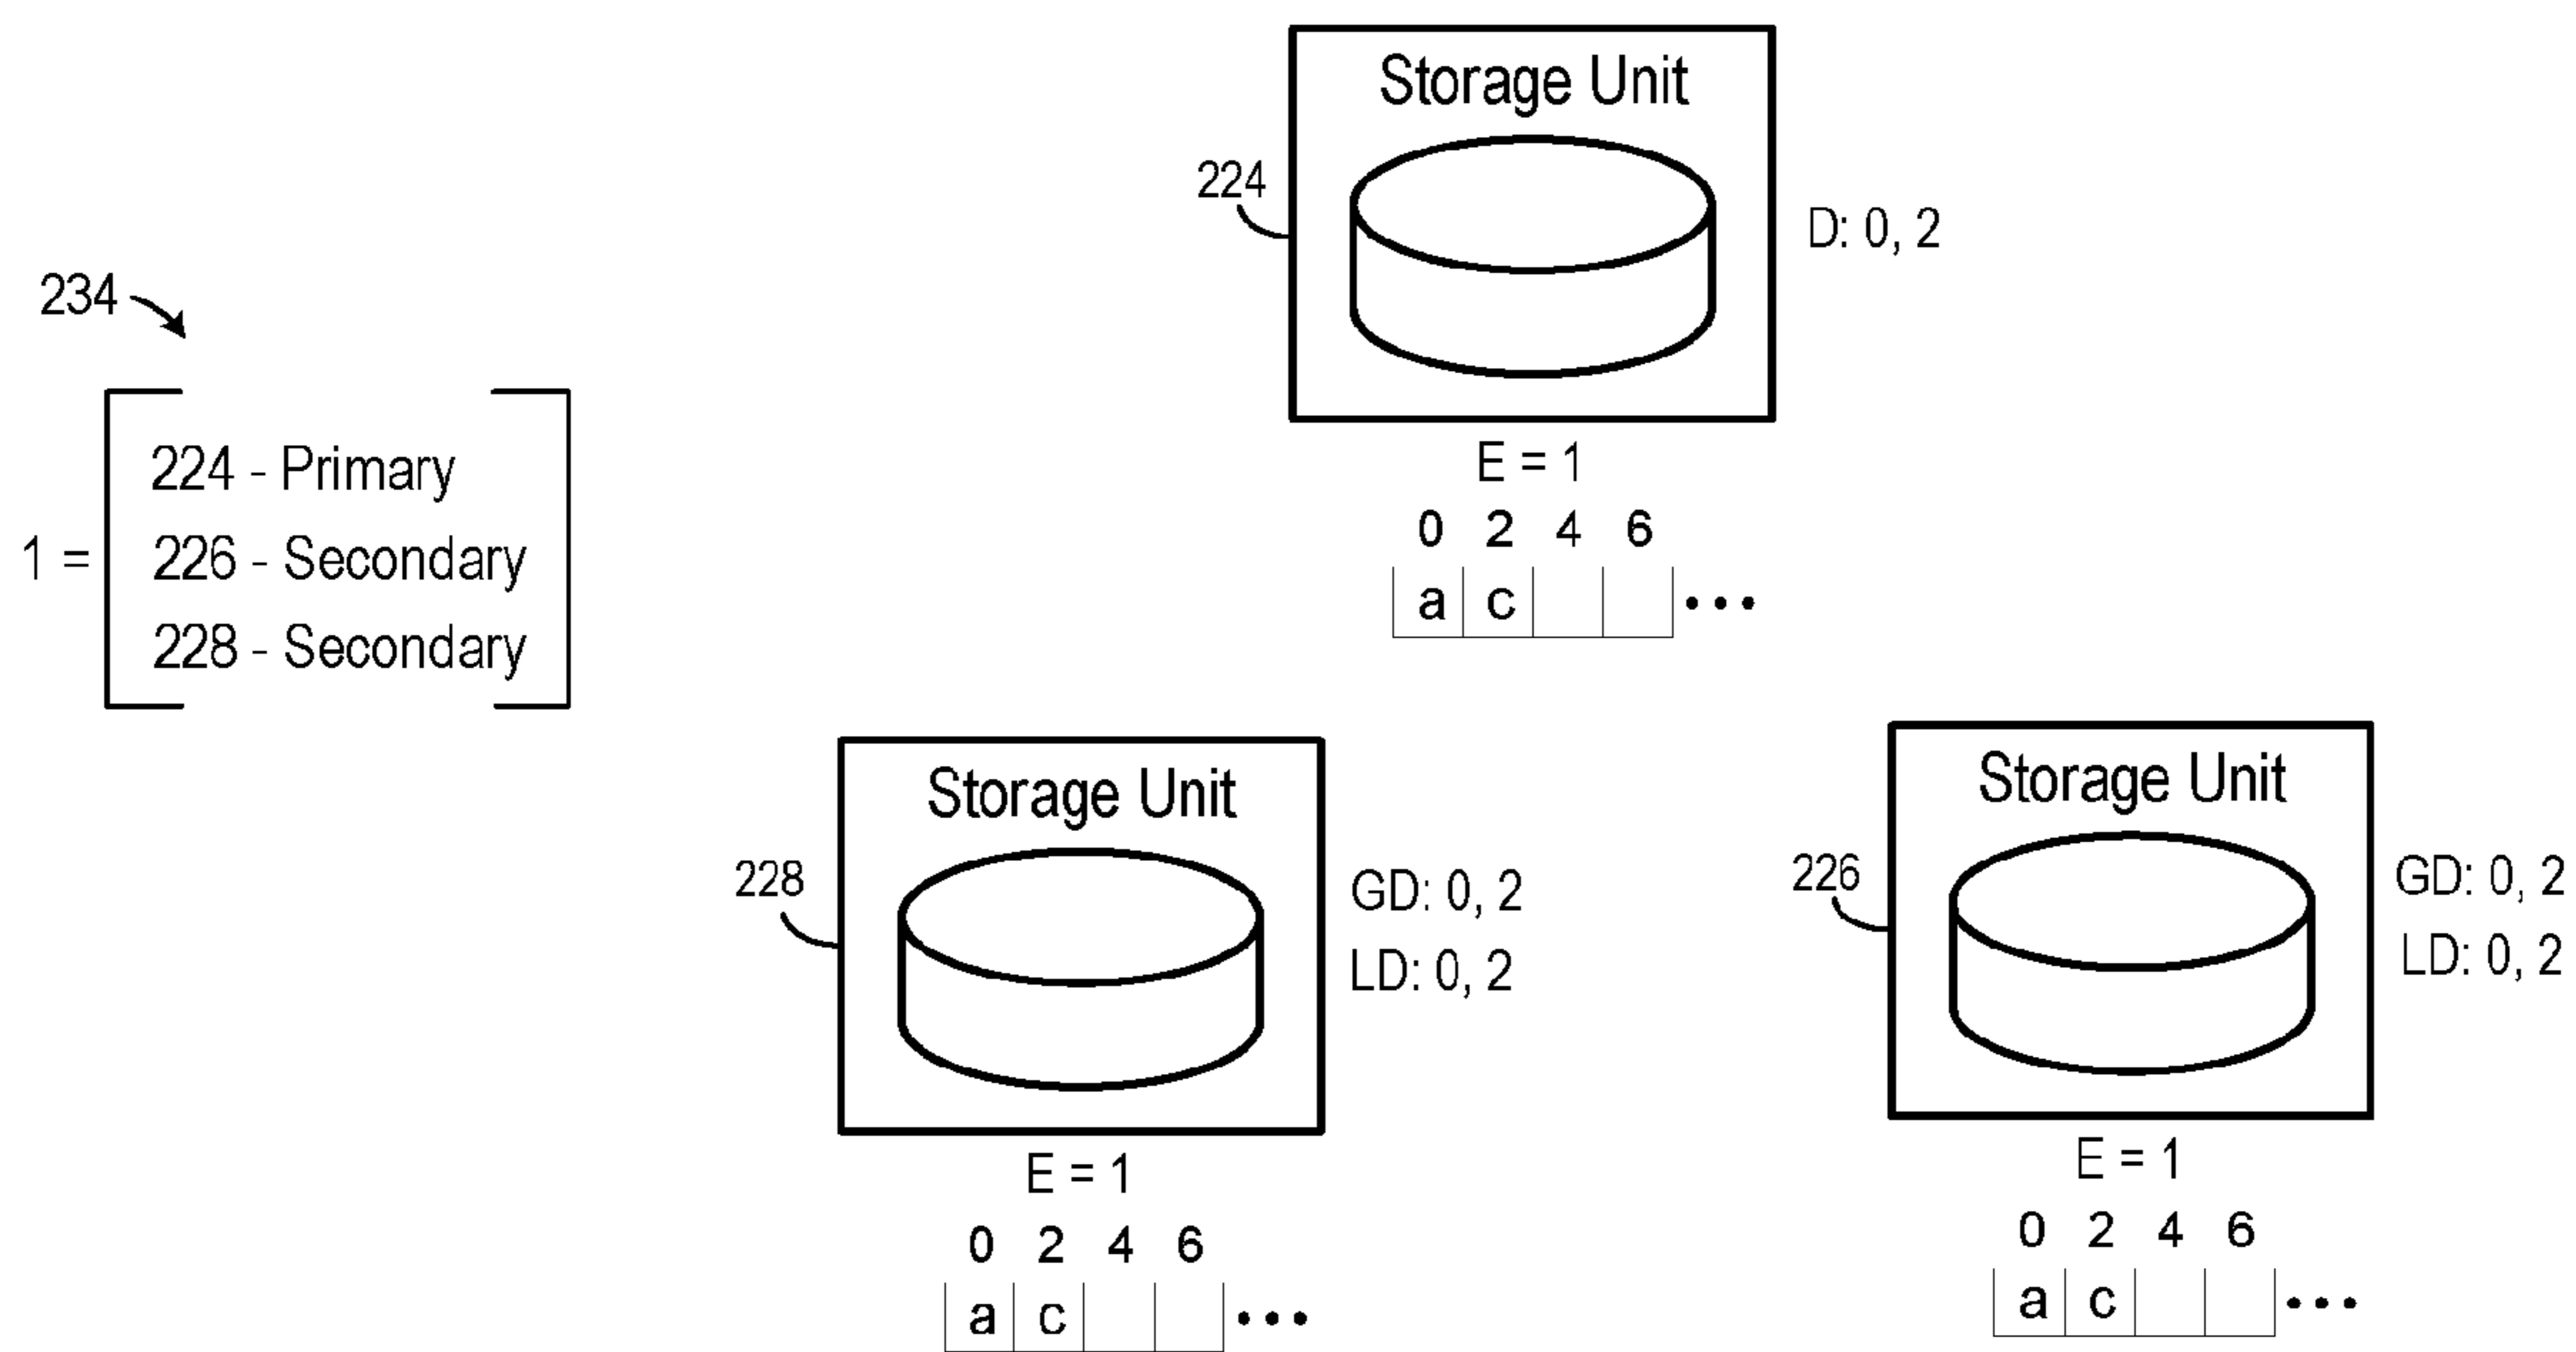 Storage Unit
224
D: 0, 2
E = 1
0 2 4 6
a c •••
234
1 =
224 - Primary
226 - Secondary
228 - Secondary
Storage Unit
228
GD: 0, 2
LD: 0, 2
E = 1
0 2 4 6
a c •••
Storage Unit
226
GD: 0, 2
LD: 0, 2
E = 1
0 2 4 6
a c •••